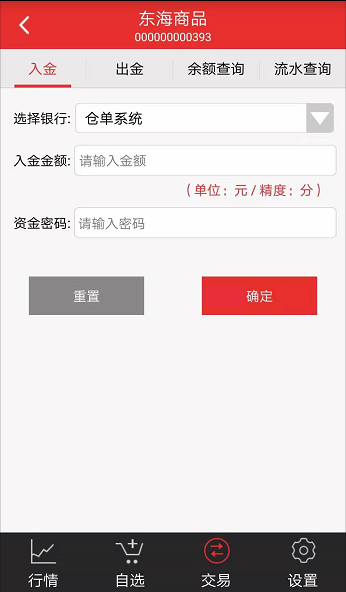 东海商品
000000000393
入金 出金 余额查询 流水查询
选择银行: 仓单系统
入金金额: 请输入金额
（单位：元 / 精度：分）
资金密码: 请输入密码
重置 确定
行情 自选 交易 设置